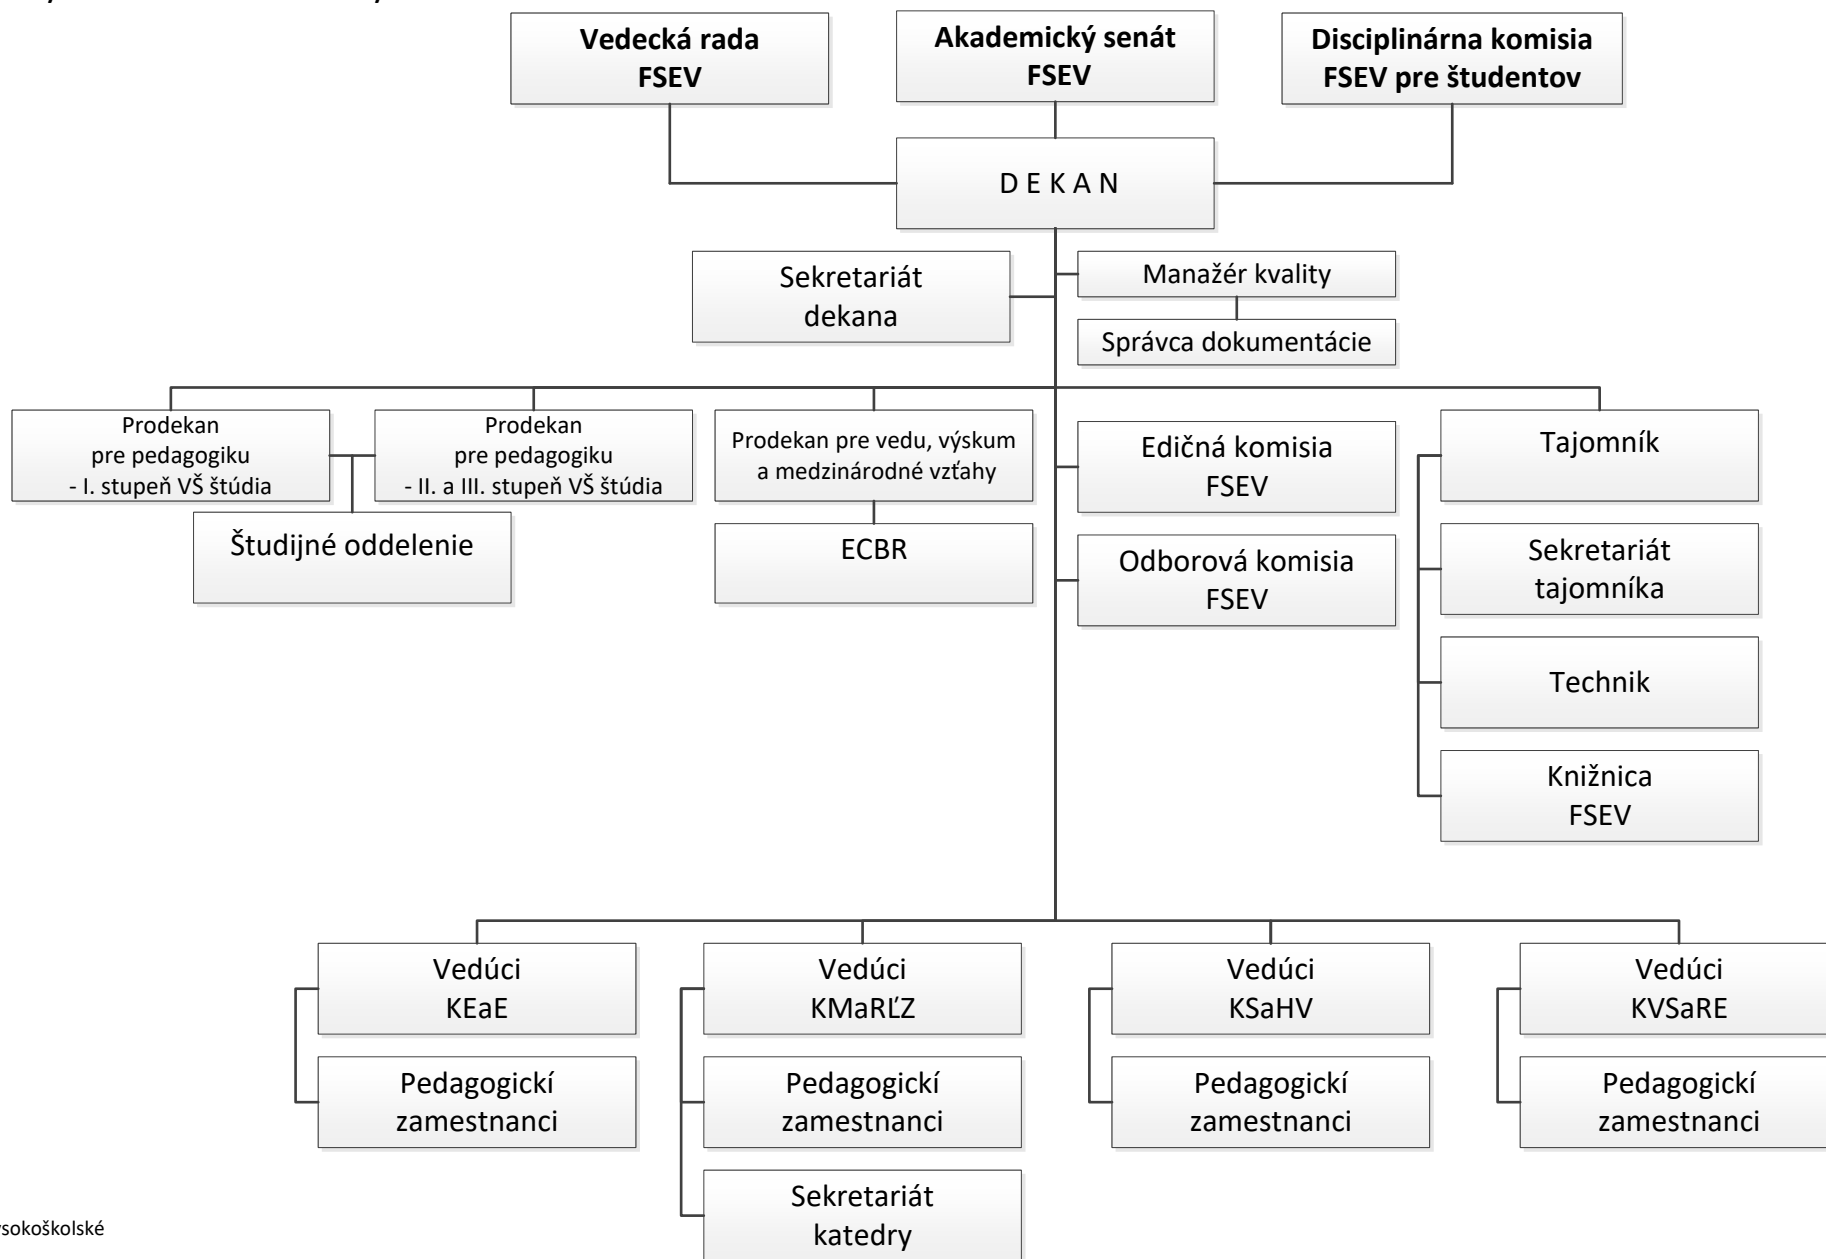 Vedecká rada
FSEV
Akademický senát
FSEV
Disciplinárna komisia
FSEV pre študentov
D E K A N
Sekretariát
dekana
Manažér kvality
Správca dokumentácie
Prodekan
pre pedagogiku
- I. stupeň VŠ štúdia
Prodekan
pre pedagogiku
- II. a III. stupeň VŠ štúdia
Prodekan pre vedu, výskum
a medzinárodné vzťahy
Edičná komisia
FSEV
Tajomník
Študijné oddelenie
ECBR
Odborová komisia
FSEV
Sekretariát
tajomníka
Technik
Knižnica
FSEV
Vedúci
KEaE
Vedúci
KMaRĽZ
Vedúci
KSaHV
Vedúci
KVSaRE
Pedagogickí
zamestnanci
Pedagogickí
zamestnanci
Pedagogickí
zamestnanci
Pedagogickí
zamestnanci
Sekretariát
katedry
ysokoškolské